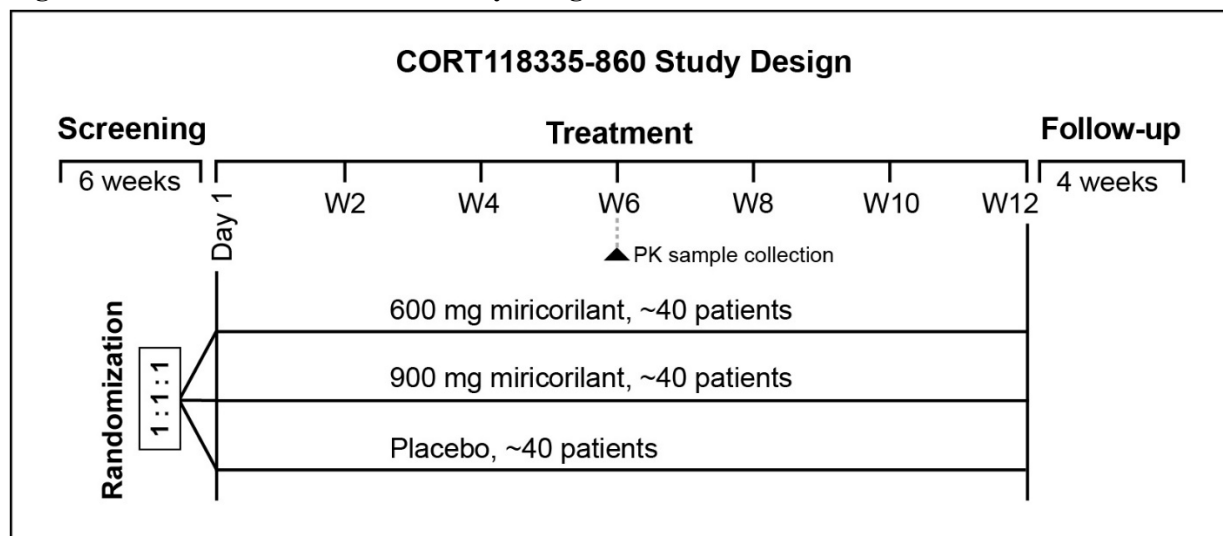 CORT118335-860 Study Design
Screening
Treatment
Follow-up
6 weeks
4 weeks
Day 1
W2
W4
W6
W8
W10
W12
PK sample collection
Randomization
1 : 1 : 1
600 mg miricorilant, ~40 patients
900 mg miricorilant, ~40 patients
Placebo, ~40 patients